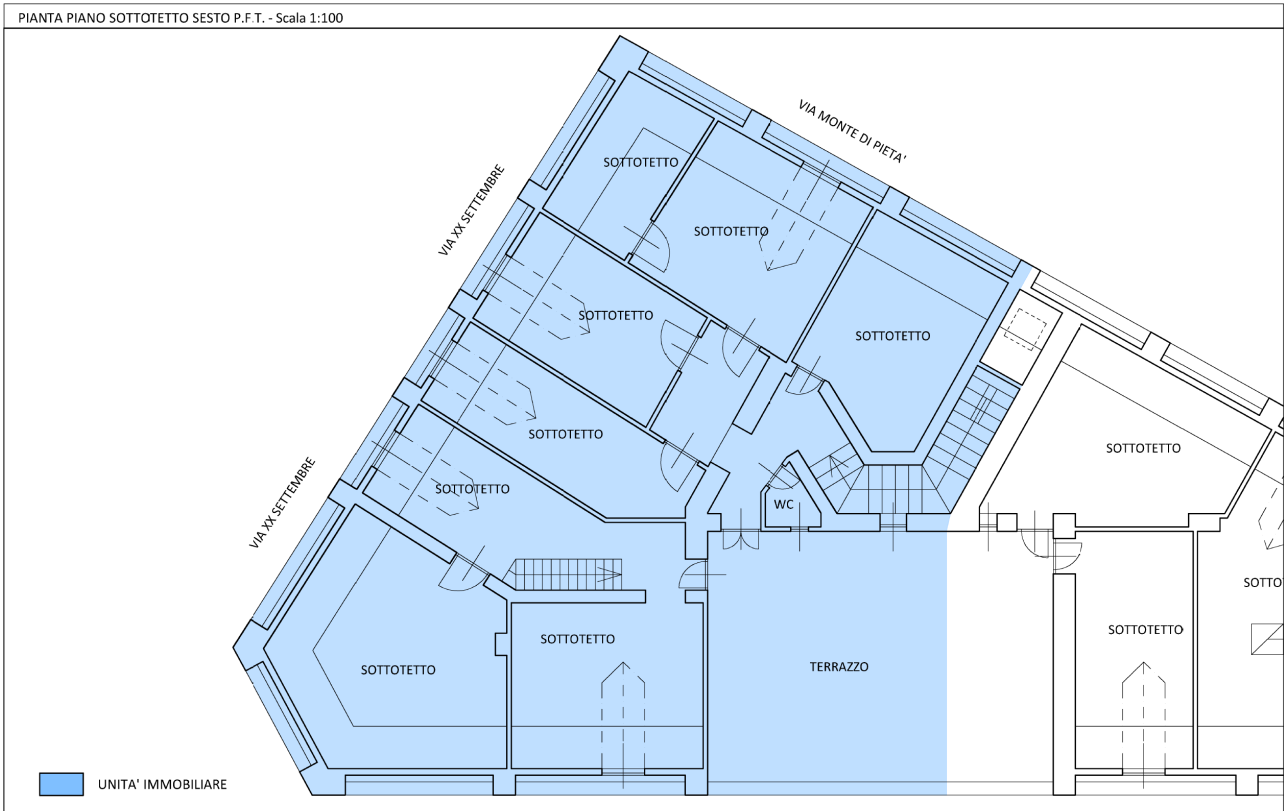 PIANTA PIANO SOTTOTETTO SESTO P.F.T. - Scala 1:100
VIA MONTE DI PIETA'
SOTTOTETTO
VIA XX SETTEMBRE
SOTTOTETTO
SOTTOTETTO
SOTTOTETTO
SOTTOTETTO
SOTTOTETTO
SOTTOTETTO
VIA XX SETTEMBRE
WC
SOTTO
SOTTOTETTO
SOTTOTETTO
SOTTOTETTO
TERRAZZO
UNITA' IMMOBILIARE